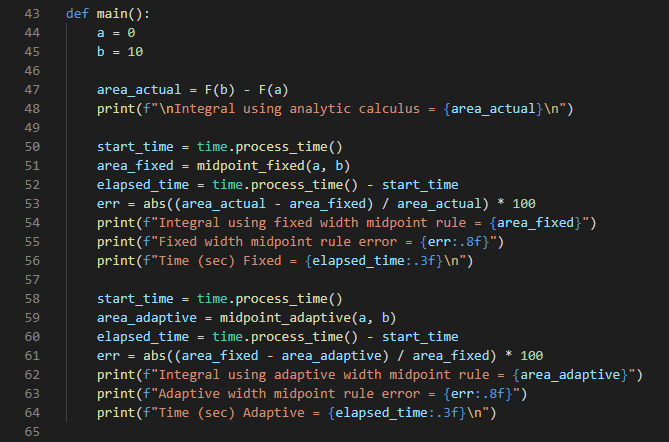 43 def main():
44     a = 0
45     b = 10
46
47     area_actual = F(b) - F(a)
48     print(f"\nIntegral using analytic calculus = {area_actual}\n")
49
50     start_time = time.process_time()
51     area_fixed = midpoint_fixed(a, b)
52     elapsed_time = time.process_time() - start_time
53     err = abs((area_actual - area_fixed) / area_actual) * 100
54     print(f"Integral using fixed width midpoint rule = {area_fixed}")
55     print(f"Fixed width midpoint rule error = {err:.8f}")
56     print(f"Time (sec) Fixed = {elapsed_time:.3f}\n")
57
58     start_time = time.process_time()
59     area_adaptive = midpoint_adaptive(a, b)
60     elapsed_time = time.process_time() - start_time
61     err = abs((area_fixed - area_adaptive) / area_fixed) * 100
62     print(f"Integral using adaptive width midpoint rule = {area_adaptive}")
63     print(f"Adaptive width midpoint rule error = {err:.8f}")
64     print(f"Time (sec) Adaptive = {elapsed_time:.3f}\n")
65